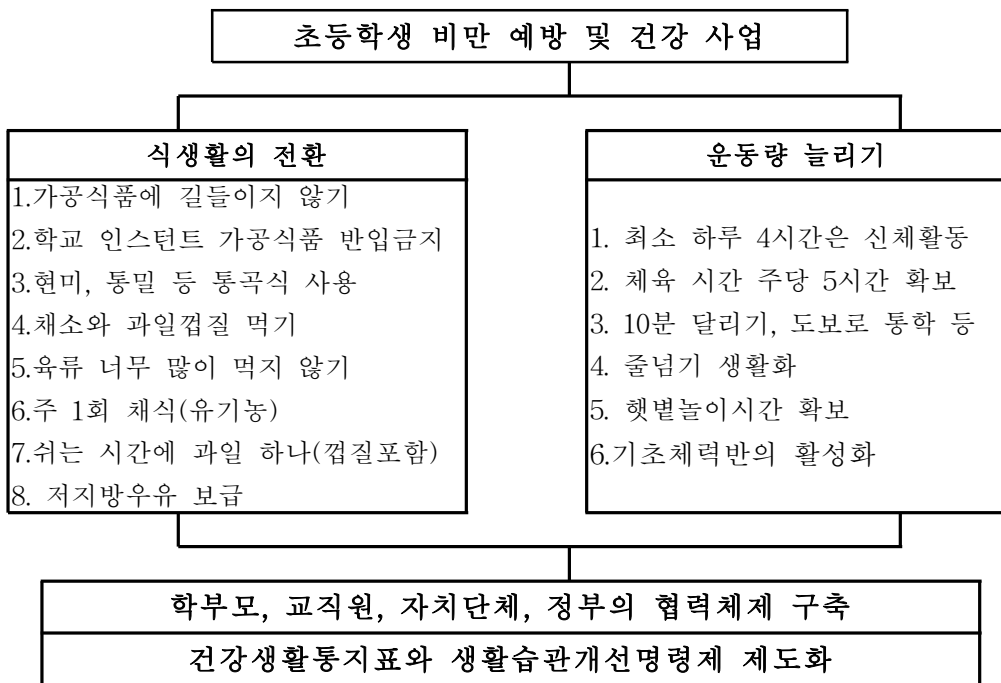 초등학생 비만 예방 및 건강 사업
식생활의 전환
1.가공식품에 길들이지 않기
2.학교 인스턴트 가공식품 반입금지
3.현미, 통밀 등 통곡식 사용
4.채소와 과일껍질 먹기
5.육류 너무 많이 먹지 않기
6.주 1회 채식(유기농)
7.쉬는 시간에 과일 하나(껍질포함)
8. 저지방우유 보급
운동량 늘리기
1. 최소 하루 4시간은 신체활동
2. 체육 시간 주당 5시간 확보
3. 10분 달리기, 도보로 통학 등
4. 줄넘기 생활화
5. 햇볕놀이시간 확보
6.기초체력반의 활성화
학부모, 교직원, 자치단체, 정부의 협력체제 구축
건강생활통지표와 생활습관개선명령제 제도화